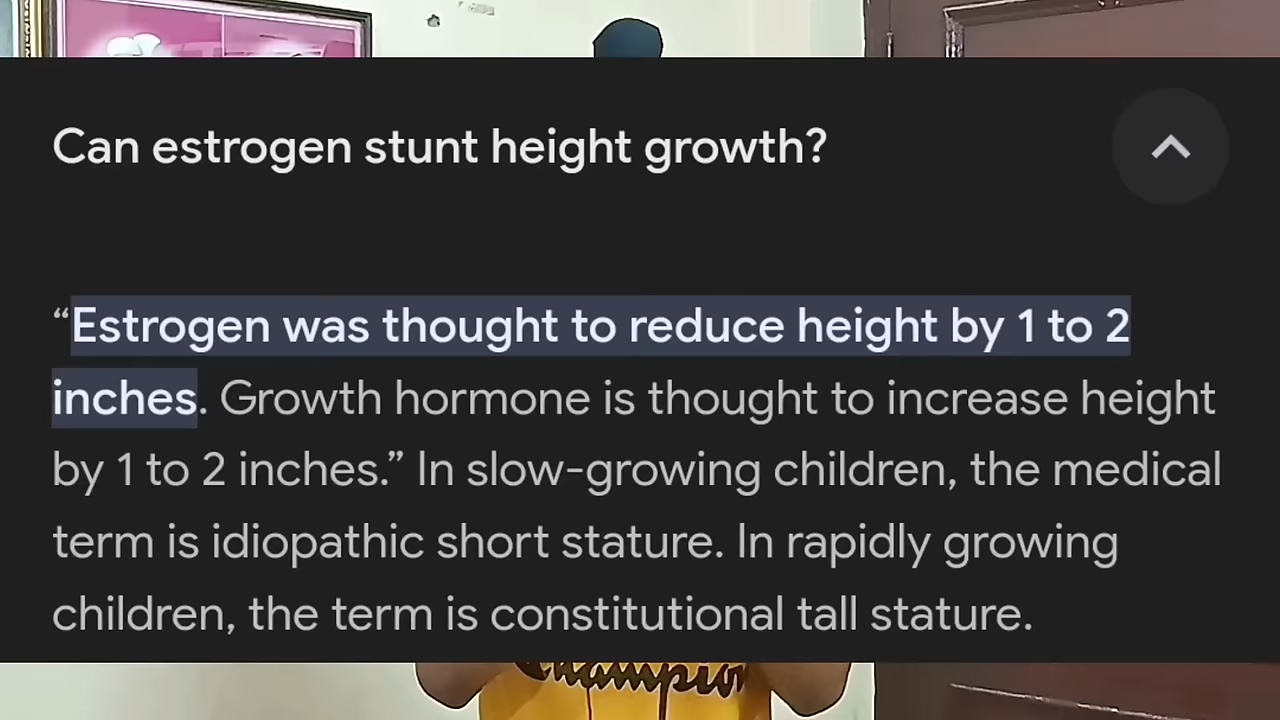 Can estrogen stunt height growth?
“Estrogen was thought to reduce height by 1 to 2
inches. Growth hormone is thought to increase height
by 1 to 2 inches.” In slow-growing children, the medical
term is idiopathic short stature. In rapidly growing
children, the term is constitutional tall stature.
Champion